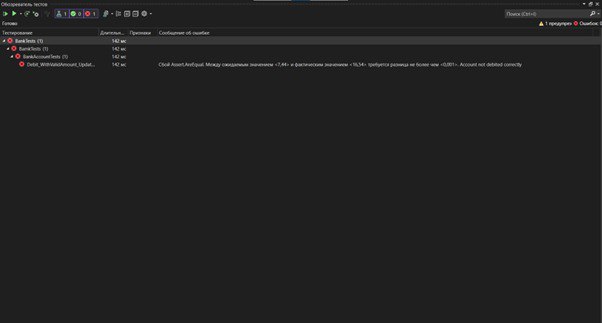 Обозреватель тестов
1 0 1 Поиск (Ctrl+I)
Готово 1 предупреж Ошибок: 0
Тестирование Длительн... Признаки Сообщение об ошибке
BankTests (1) 142 мс
BamkTests (1) 142 мс
BankAccountTests (1) 142 мс
Debit_WithValidAmount_Updat... 142 мс Сбой Assert.AreEqual. Между ожидаемым значением <7,44> и фактическим значением <16,54> требуется разница не более чем <0,001>. Account not debited correctly